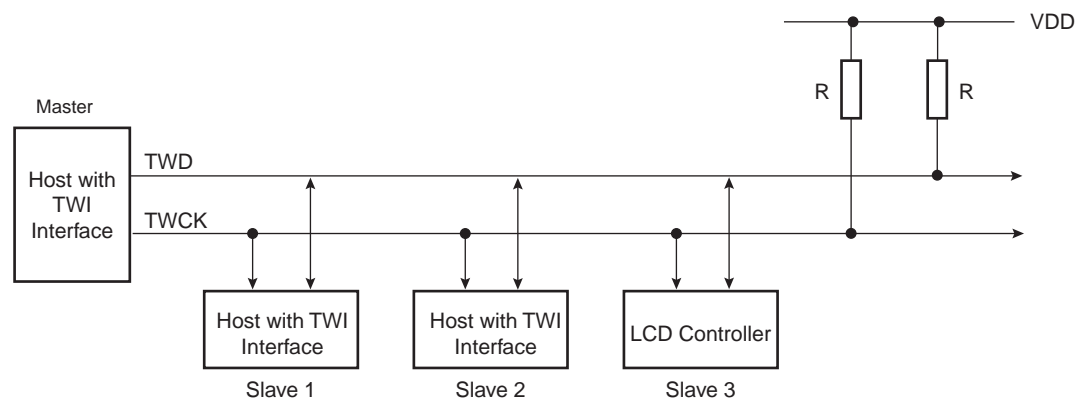 VDD
R
R
Master
Host with
TWI
Interface
TWD
TWCK
Host with TWI
Interface
Host with TWI
Interface
LCD Controller
Slave 1
Slave 2
Slave 3